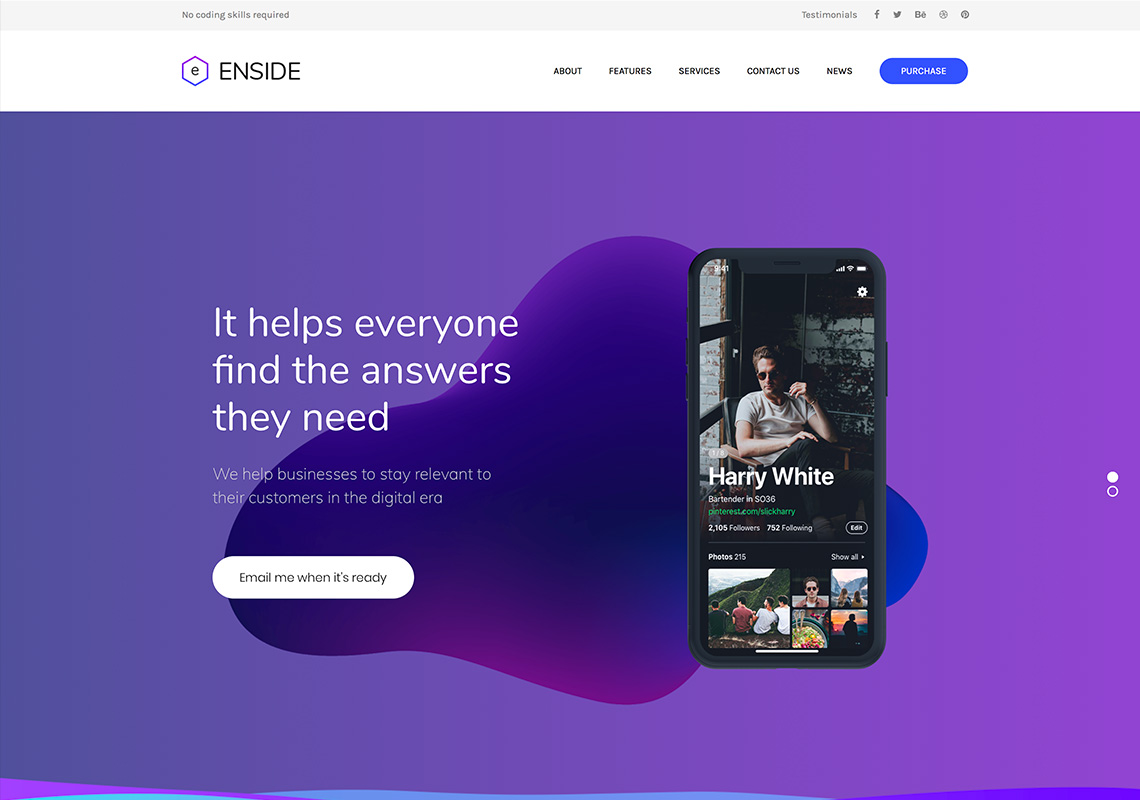 No coding skills required
Testimonials
e ENSIDE
ABOUT FEATURES SERVICES CONTACT US NEWS PURCHASE
It helps everyone
find the answers
they need
We help businesses to stay relevant to
their customers in the digital era
Email me when it's ready
9:41
1 / 6
Harry White
Bartender in SO36
pinterest.com/slickharry
2,105 Followers 752 Following Edit
Photos 215 Show all